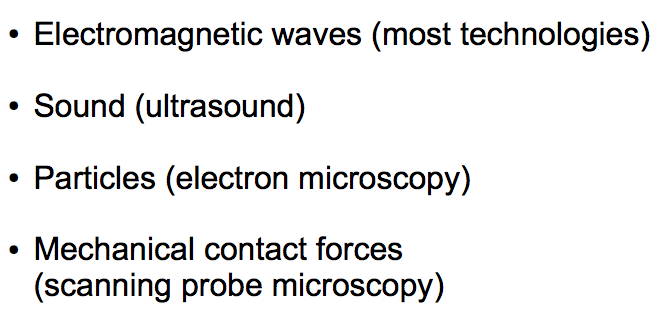 • Electromagnetic waves (most technologies)
• Sound (ultrasound)
• Particles (electron microscopy)
• Mechanical contact forces
(scanning probe microscopy)